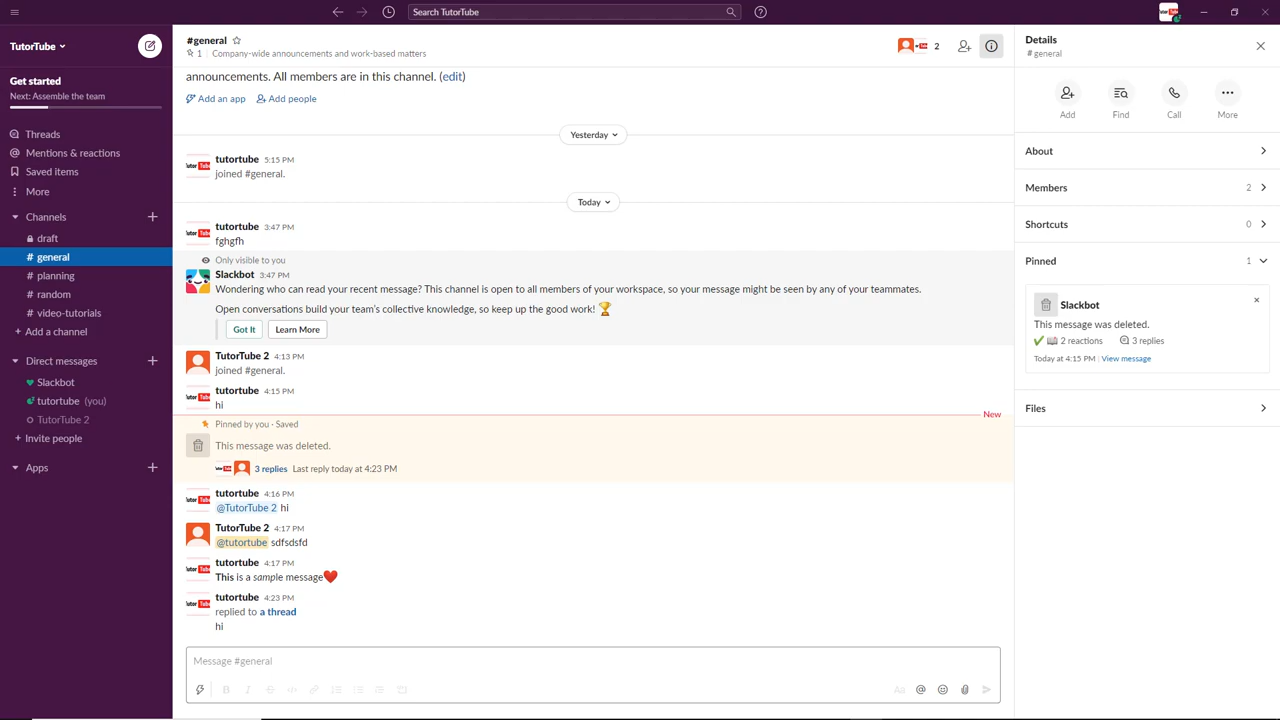 Search TutorTube
TutorTube
Get started
Next: Assemble the team
Threads
Mentions & reactions
Saved items
More
Channels
draft
# general
# planning
# random
# video-tutorials
+ Add a channel
Direct messages
Slackbot
tutortube (you)
TutorTube 2
+ Invite people
Apps
#general
1 Company-wide announcements and work-based matters
2
announcements. All members are in this channel. (edit)
Add an app Add people
Yesterday
tutortube 5:15 PM
joined #general.
Today
tutortube 3:47 PM
fghgfh
Only visible to you
Slackbot 3:47 PM
Wondering who can read your recent message? This channel is open to all members of your workspace, so your message might be seen by any of your teammates.
Open conversations build your team's collective knowledge, so keep up the good work!
Got It Learn More
TutorTube 2 4:13 PM
joined #general.
tutortube 4:15 PM
hi
New
Pinned by you · Saved
This message was deleted.
3 replies Last reply today at 4:23 PM
tutortube 4:16 PM
@TutorTube 2 hi
TutorTube 2 4:17 PM
@tutortube sdfsdsfd
tutortube 4:17 PM
This is a sample message
tutortube 4:23 PM
replied to a thread
hi
Message #general
Details
# general
Add Find Call More
About
Members 2
Shortcuts 0
Pinned 1
Slackbot
This message was deleted.
2 reactions 3 replies
Today at 4:15 PM | View message
Files